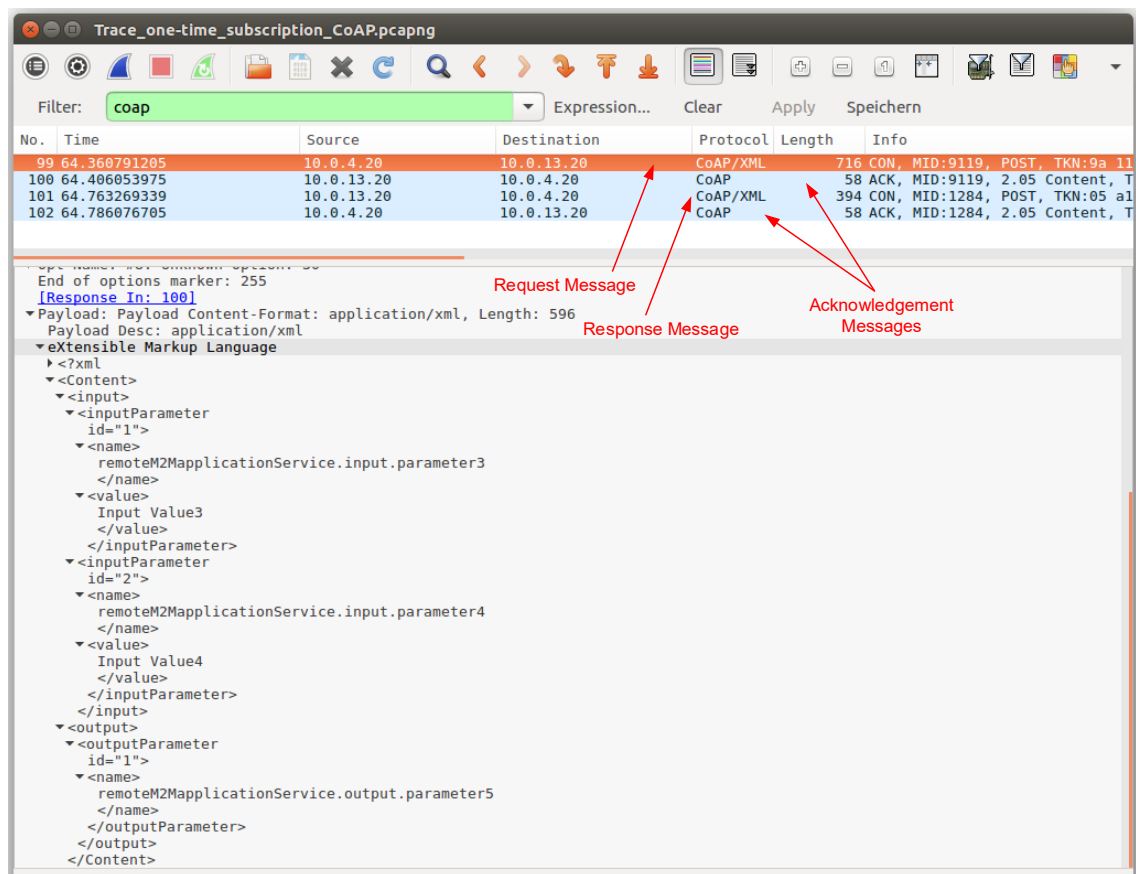 Trace_one-time_subscription_CoAP.pcapng
Filter: coap Expression... Clear Apply Speichern
No. Time Source Destination Protocol Length Info
99 64.360791205 10.0.4.20 10.0.13.20 CoAP/XML 716 CON, MID:9119, POST, TKN:9a 11
100 64.406053975 10.0.13.20 10.0.4.20 CoAP 58 ACK, MID:9119, 2.05 Content, T
101 64.763269339 10.0.13.20 10.0.4.20 CoAP/XML 394 CON, MID:1284, POST, TKN:05 a1
102 64.786076705 10.0.4.20 10.0.13.20 CoAP 58 ACK, MID:1284, 2.05 Content, T
End of options marker: 255
[Response In: 100]
Payload: Payload Content-Format: application/xml, Length: 596
Payload Desc: application/xml
eXtensible Markup Language
<?xml
<Content>
<input>
<inputParameter
id="1">
<name>
remoteM2MapplicationService.input.parameter3
</name>
<value>
Input Value3
</value>
</inputParameter>
<inputParameter
id="2">
<name>
remoteM2MapplicationService.input.parameter4
</name>
<value>
Input Value4
</value>
</inputParameter>
</input>
<output>
<outputParameter
id="1">
<name>
remoteM2MapplicationService.output.parameter5
</name>
</outputParameter>
</output>
</Content>
Request Message
Response Message
Acknowledgement
Messages